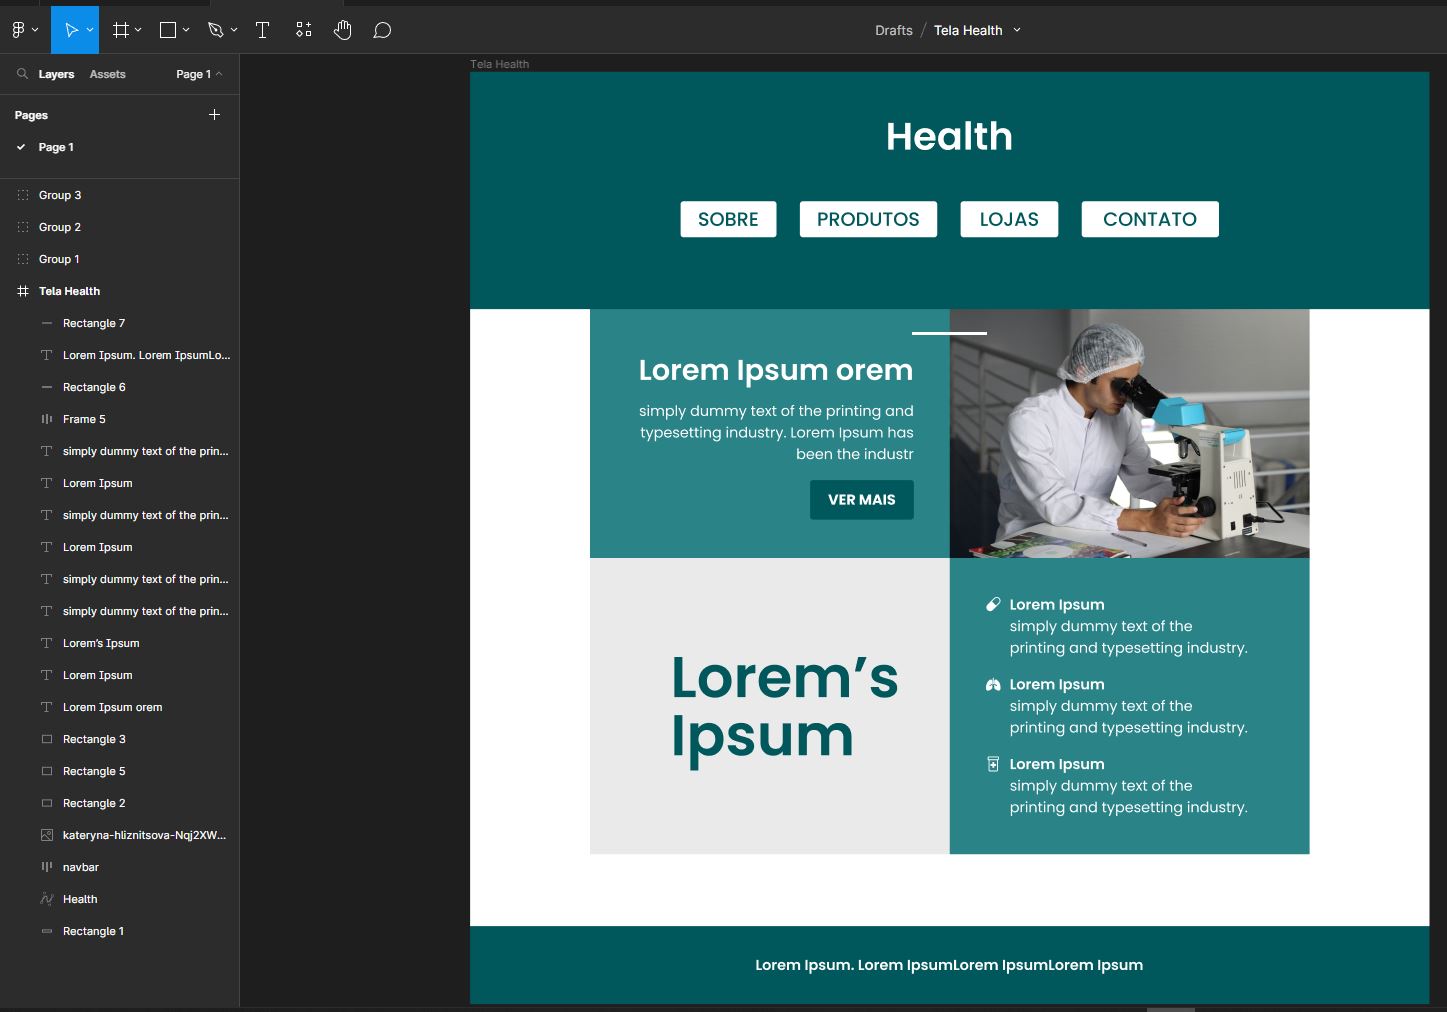 Drafts / Tela Health
Layers Assets Page 1
Pages
Page 1
Group 3
Group 2
Group 1
Tela Health
Rectangle 7
Lorem Ipsum. Lorem IpsumLo...
Rectangle 6
Frame 5
simply dummy text of the prin...
Lorem Ipsum
simply dummy text of the prin...
Lorem Ipsum
simply dummy text of the prin...
simply dummy text of the prin...
Lorem's Ipsum
Lorem Ipsum
Lorem Ipsum orem
Rectangle 3
Rectangle 5
Rectangle 2
kateryna-hliznitsova-Nqj2XW...
navbar
Health
Rectangle 1
Tela Health
Health
SOBRE PRODUTOS LOJAS CONTATO
Lorem Ipsum orem
simply dummy text of the printing and
typesetting industry. Lorem Ipsum has
been the industr
VER MAIS
Lorem's
Ipsum
Lorem Ipsum
simply dummy text of the
printing and typesetting industry.
Lorem Ipsum
simply dummy text of the
printing and typesetting industry.
Lorem Ipsum
simply dummy text of the
printing and typesetting industry.
Lorem Ipsum. Lorem IpsumLorem IpsumLorem Ipsum